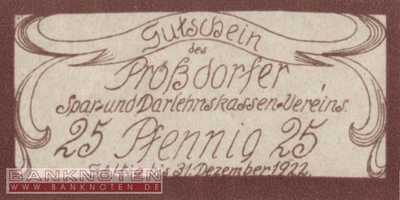 Gutschein
des
Proßdorfer
Spar- und Darlehnskassen-Vereins.
25 Pfennig 25
Gültig bis 31. Dezember 1922.
BANKNOTEN
WWW.BANKNOTEN.DE